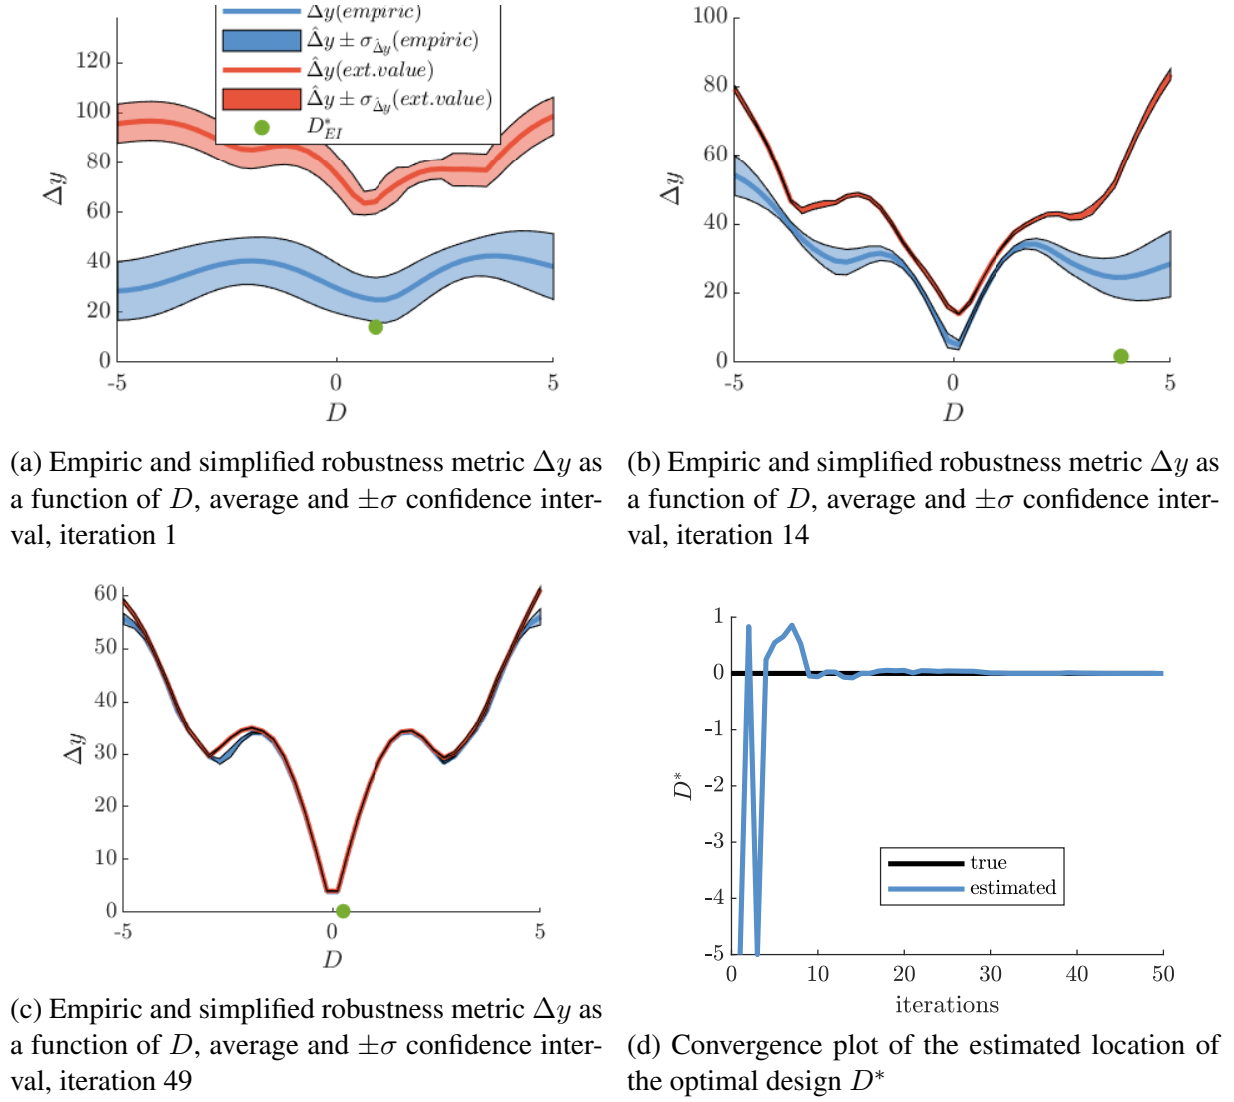 Δy(empiric)
Δ̂y ± σ_Δ̂y(empiric)
Δ̂y(ext.value)
Δ̂y ± σ_Δ̂y(ext.value)
D*_EI
120
100
80
60
40
20
0
-5
0
5
Δy
D
100
80
60
40
20
0
-5
0
5
Δy
D
(a) Empiric and simplified robustness metric Δy as
a function of D, average and ±σ confidence inter-
val, iteration 1
(b) Empiric and simplified robustness metric Δy as
a function of D, average and ±σ confidence inter-
val, iteration 14
60
50
40
30
20
10
0
-5
0
5
Δy
D
1
0
-1
-2
-3
-4
-5
0
10
20
30
40
50
D*
iterations
true
estimated
(c) Empiric and simplified robustness metric Δy as
a function of D, average and ±σ confidence inter-
val, iteration 49
(d) Convergence plot of the estimated location of
the optimal design D*